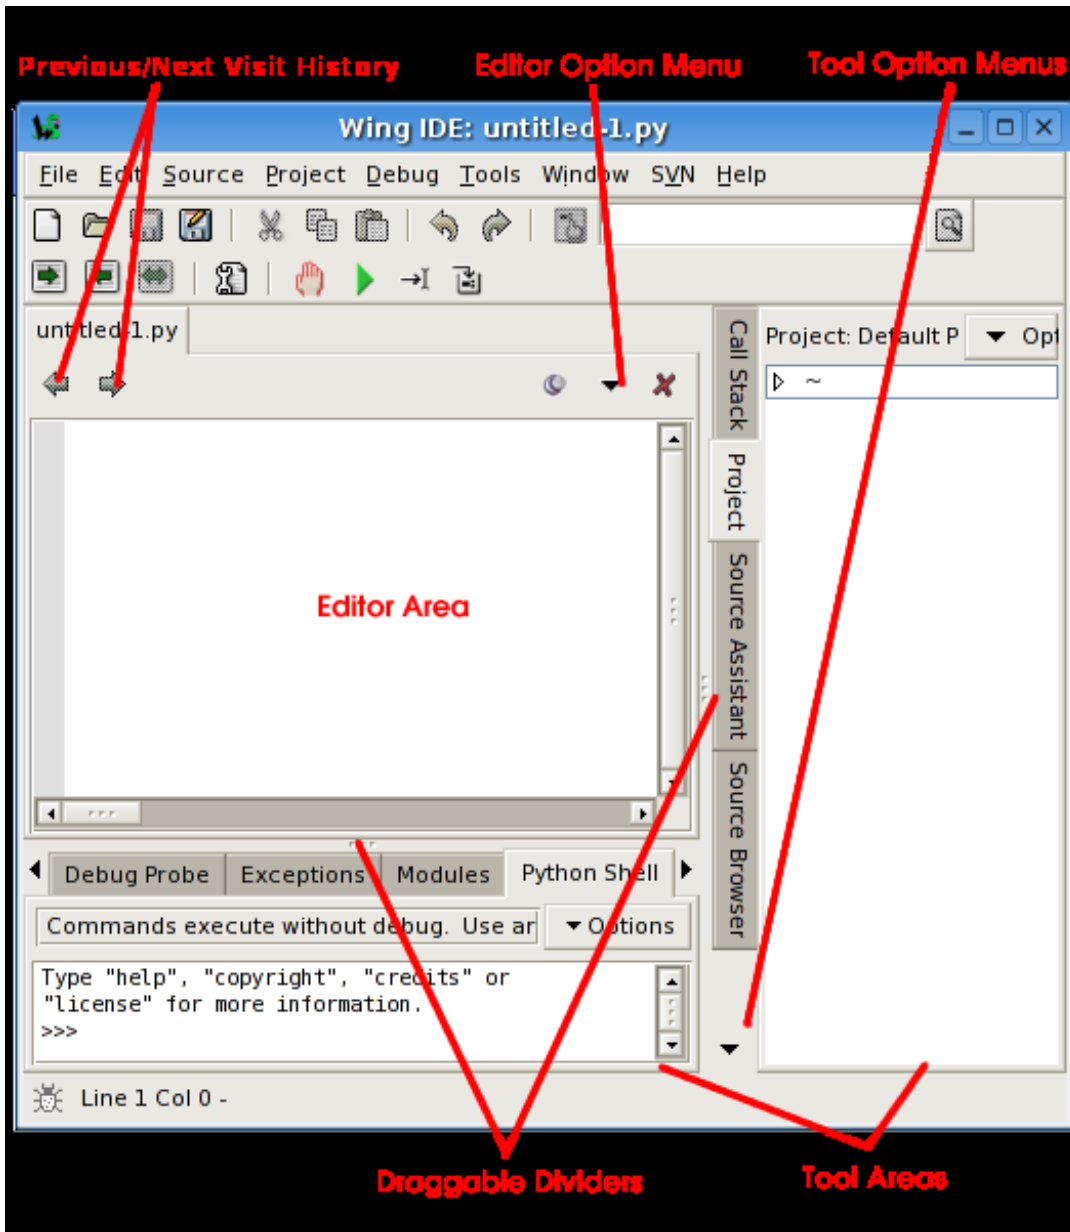 Previous/Next Visit History
Editor Option Menu
Tool Option Menus
Wing IDE: untitled-1.py
File Edit Source Project Debug Tools Window SVN Help
untitled-1.py
Project: Default P
Opt
~
Call Stack
Project
Source Assistant
Source Browser
Editor Area
Debug Probe
Exceptions
Modules
Python Shell
Commands execute without debug. Use ar
Options
Type "help", "copyright", "credits" or
"license" for more information.
>>>
Line 1 Col 0 -
Draggable Dividers
Tool Areas